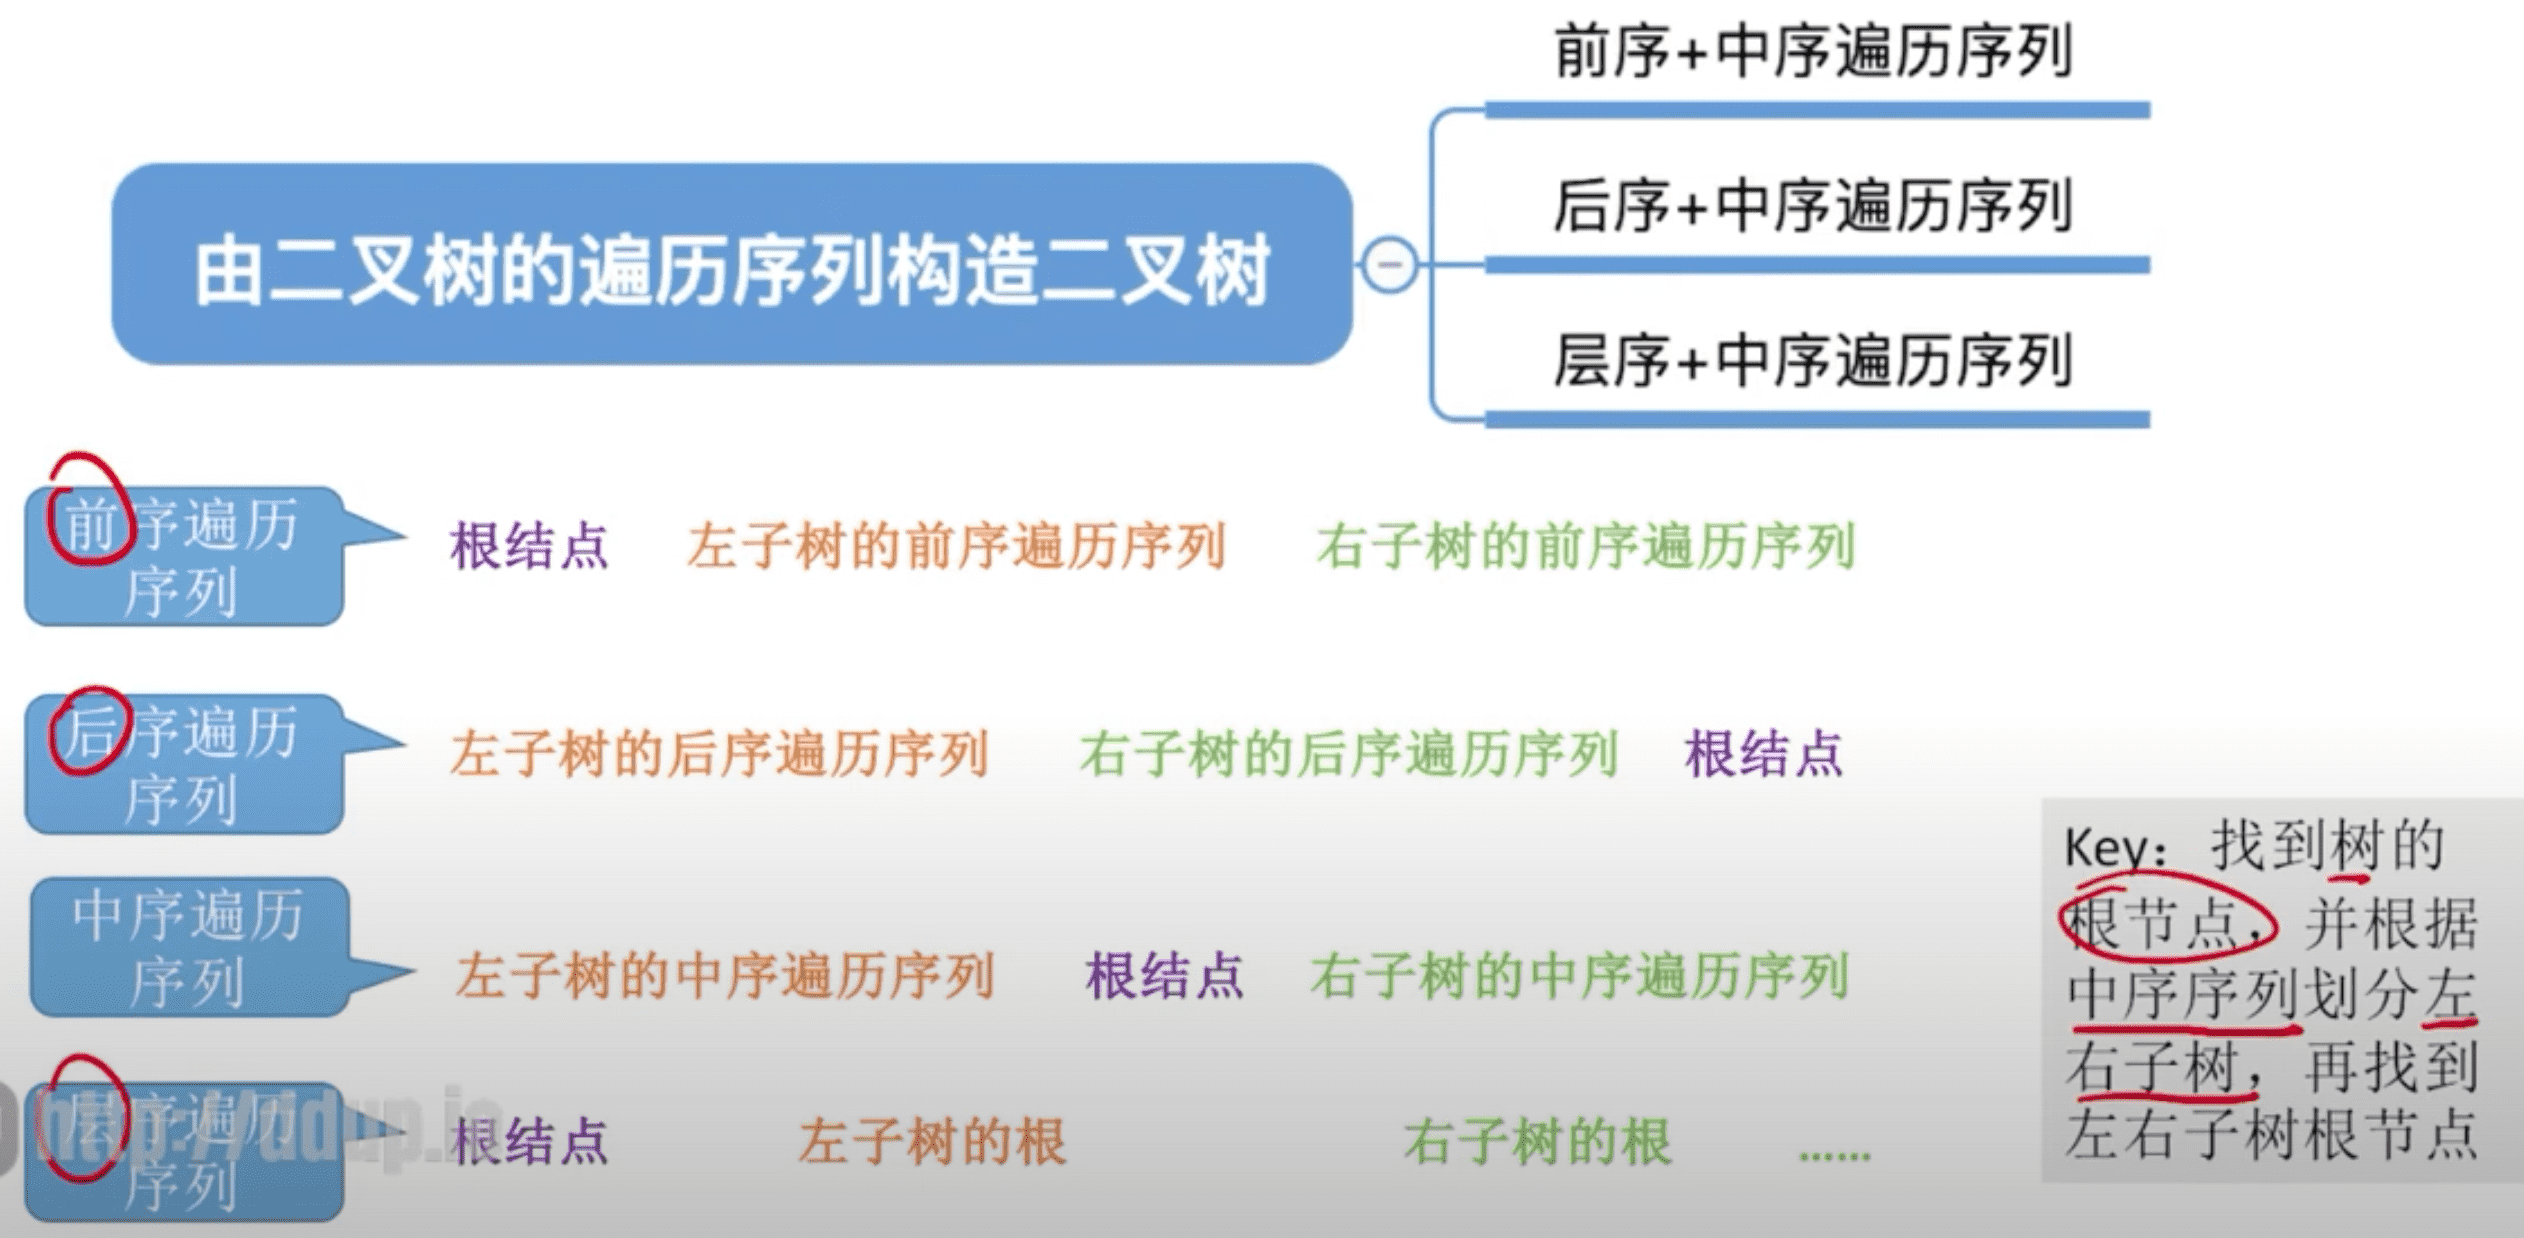 前序+中序遍历序列
后序+中序遍历序列
由二叉树的遍历序列构造二叉树
层序+中序遍历序列
前序遍历
序列
根结点 左子树的前序遍历序列 右子树的前序遍历序列
后序遍历
序列
左子树的后序遍历序列 右子树的后序遍历序列 根结点
中序遍历
序列
左子树的中序遍历序列 根结点 右子树的中序遍历序列
层序遍历
序列
根结点 左子树的根 右子树的根 ......
Key：找到树的
根节点，并根据
中序序列划分左
右子树，再找到
左右子树根节点